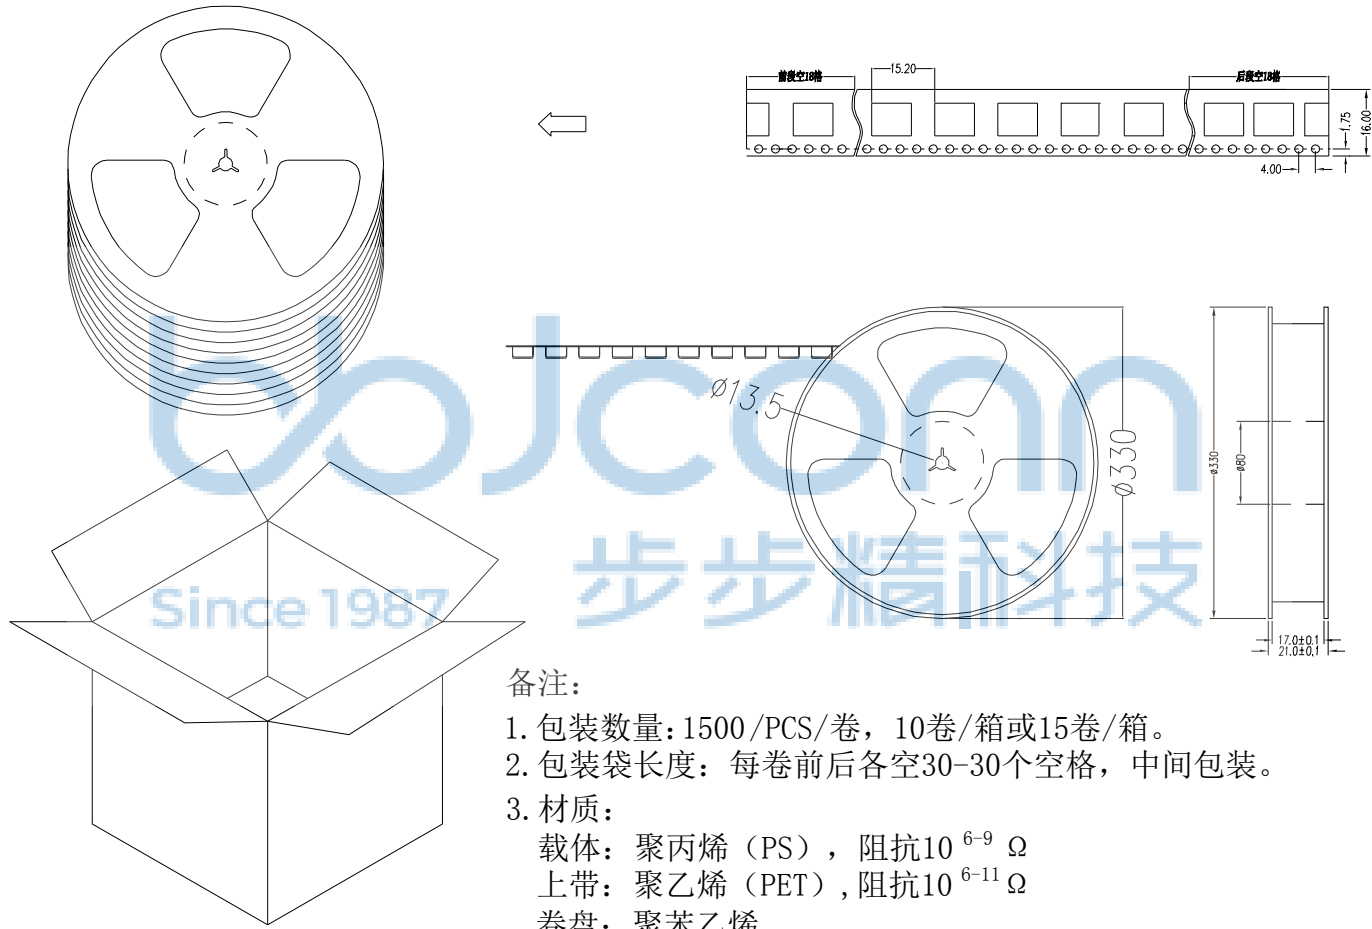 前段空18格
15.20
后段空18格
1.75
16.00
4.00
bbjconn
步步精科技
Since 1987
Ø13.5
Ø330
Ø330
Ø80
17.0±0.1
21.0±0.1
备注：
1.包装数量:1500/PCS/卷，10卷/箱或15卷/箱。
2.包装袋长度：每卷前后各空30-30个空格，中间包装。
3.材质：
载体：聚丙烯（PS），阻抗10 6-9 Ω
上带：聚乙烯（PET）,阻抗10 6-11 Ω
卷盘：聚苯乙烯